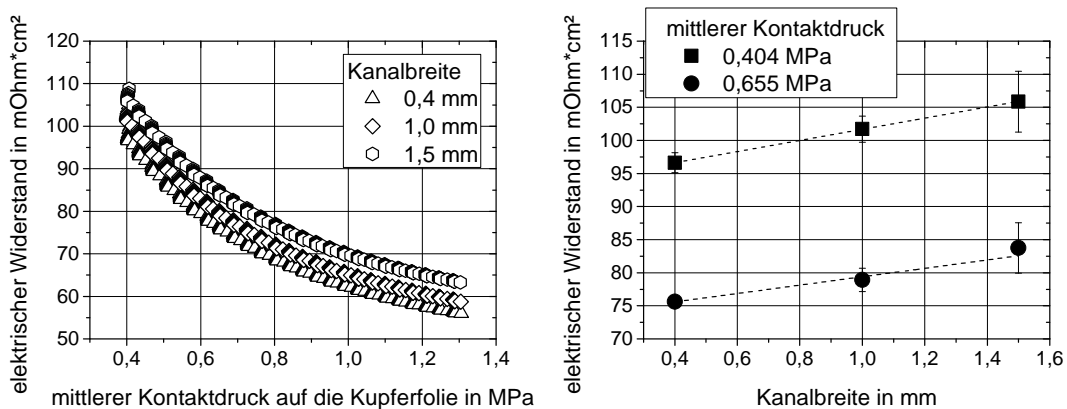 120
110
100
90
80
70
60
50
0,4 0,6 0,8 1,0 1,2 1,4
elektrischer Widerstand in mOhm*cm²
mittlerer Kontaktdruck auf die Kupferfolie in MPa
Kanalbreite
0,4 mm
1,0 mm
1,5 mm
115
110
105
100
95
90
85
80
75
70
0,4 0,6 0,8 1,0 1,2 1,4 1,6
elektrischer Widerstand in mOhm*cm²
Kanalbreite in mm
mittlerer Kontaktdruck
0,404 MPa
0,655 MPa